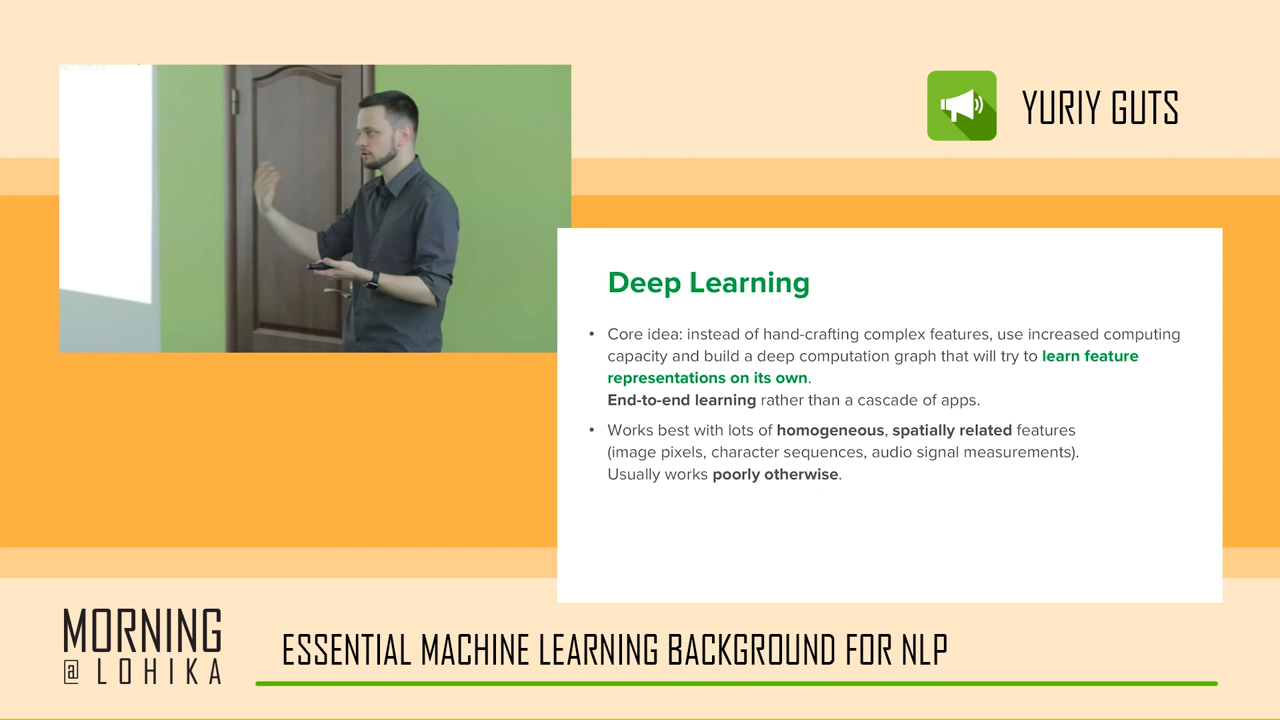 YURIY GUTS
Deep Learning
• Core idea: instead of hand-crafting complex features, use increased computing
capacity and build a deep computation graph that will try to learn feature
representations on its own.
End-to-end learning rather than a cascade of apps.
• Works best with lots of homogeneous, spatially related features
(image pixels, character sequences, audio signal measurements).
Usually works poorly otherwise.
MORNING
@ LOHIKA
ESSENTIAL MACHINE LEARNING BACKGROUND FOR NLP